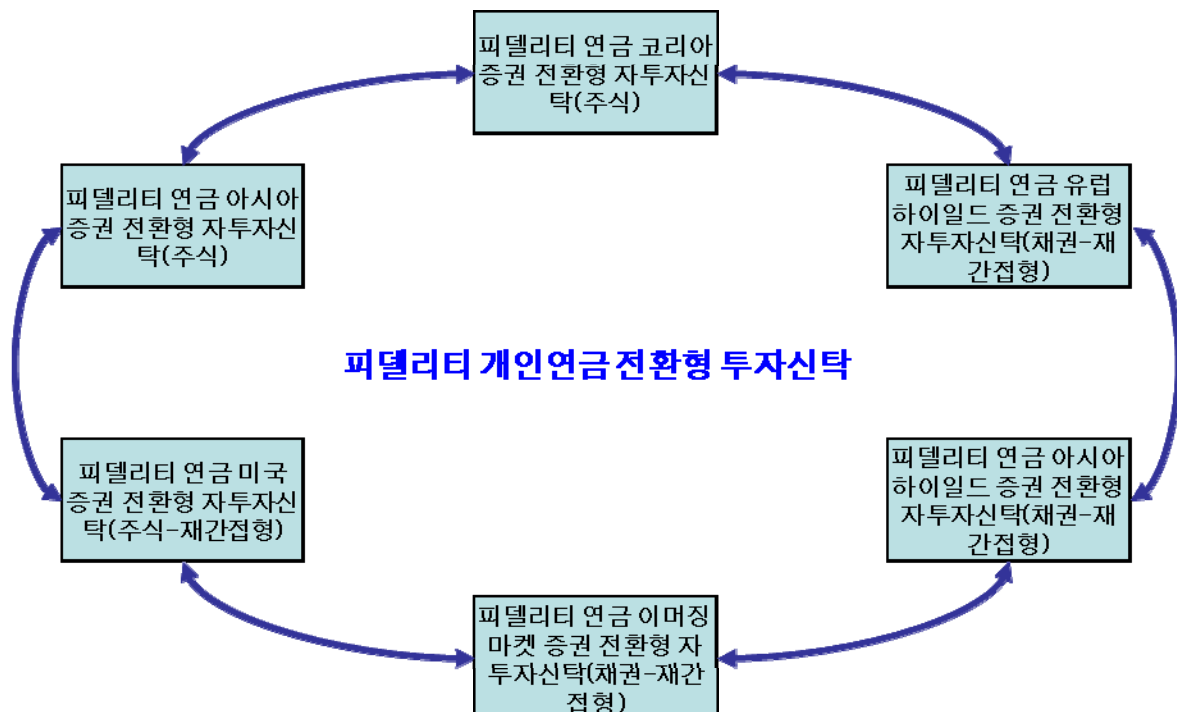 피델리티 연금 코리아
증권 전환형 자투자신
탁(주식)
피델리티 연금 아시아
증권 전환형 자투자신
탁(주식)
피델리티 연금 유럽
하이일드 증권 전환형
자투자신탁(채권-재
간접형)
피델리티 개인연금 전환형 투자신탁
피델리티 연금 미국
증권 전환형 자투자신
탁(주식-재간접형)
피델리티 연금 아시아
하이일드 증권 전환형
자투자신탁(채권-재
간접형)
피델리티 연금 이머징
마켓 증권 전환형 자
투자신탁(채권-재간
접형)